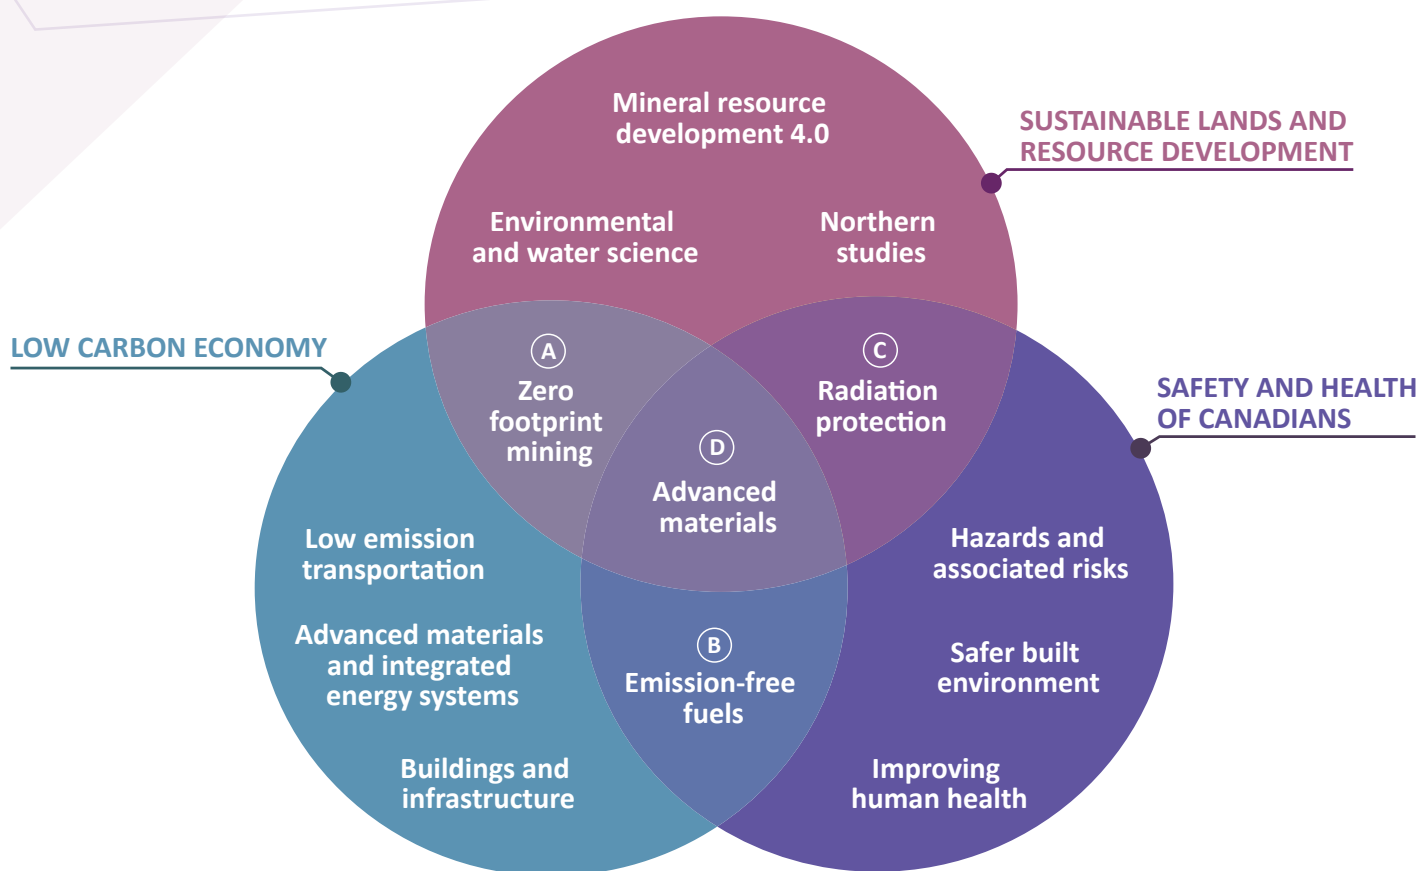 Mineral resource
development 4.0
SUSTAINABLE LANDS AND
RESOURCE DEVELOPMENT
Environmental
and water science
Northern
studies
LOW CARBON ECONOMY
A
Zero
footprint
mining
C
Radiation
protection
SAFETY AND HEALTH
OF CANADIANS
D
Advanced
materials
Low emission
transportation
Advanced materials
and integrated
energy systems
Buildings and
infrastructure
B
Emission-free
fuels
Hazards and
associated risks
Safer built
environment
Improving
human health